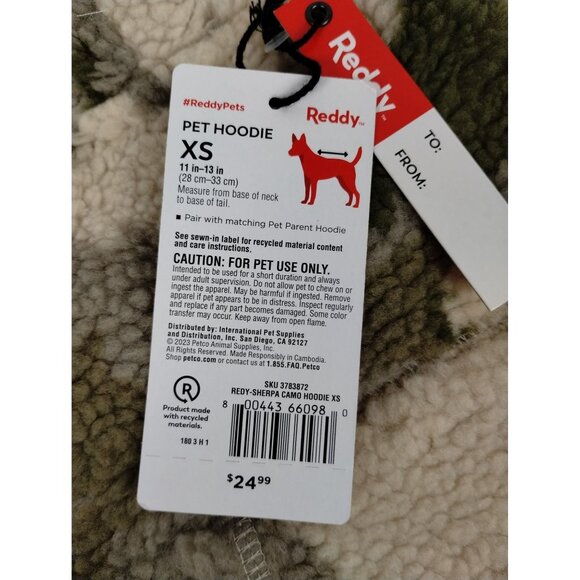 #ReddyPets
Reddy™
PET HOODIE
XS
11 in–13 in
(28 cm–33 cm)
Measure from base of neck
to base of tail.
■ Pair with matching Pet Parent Hoodie
See sewn-in label for recycled material content
and care instructions.
CAUTION: FOR PET USE ONLY.
Intended to be used for a short duration and always
under adult supervision. Do not allow pet to chew on or
ingest the apparel. May be harmful if ingested. Remove
apparel if pet appears to be in distress. Inspect regularly
and replace if any part becomes damaged. Some color
transfer may occur. Keep away from open flame.
Distributed by: International Pet Supplies
and Distribution, Inc. San Diego, CA 92127
© 2023 Petco Animal Supplies, Inc.
All Rights Reserved. Made Responsibly in Cambodia.
Shop petco.com or contact us at 1.855.FAQ.Petco
R
Product made
with recycled
materials.
180 3 H 1
SKU 3783872
REDY-SHERPA CAMO HOODIE XS
8 00443 66098 0
$24.99
Reddy™
TO:
FROM: